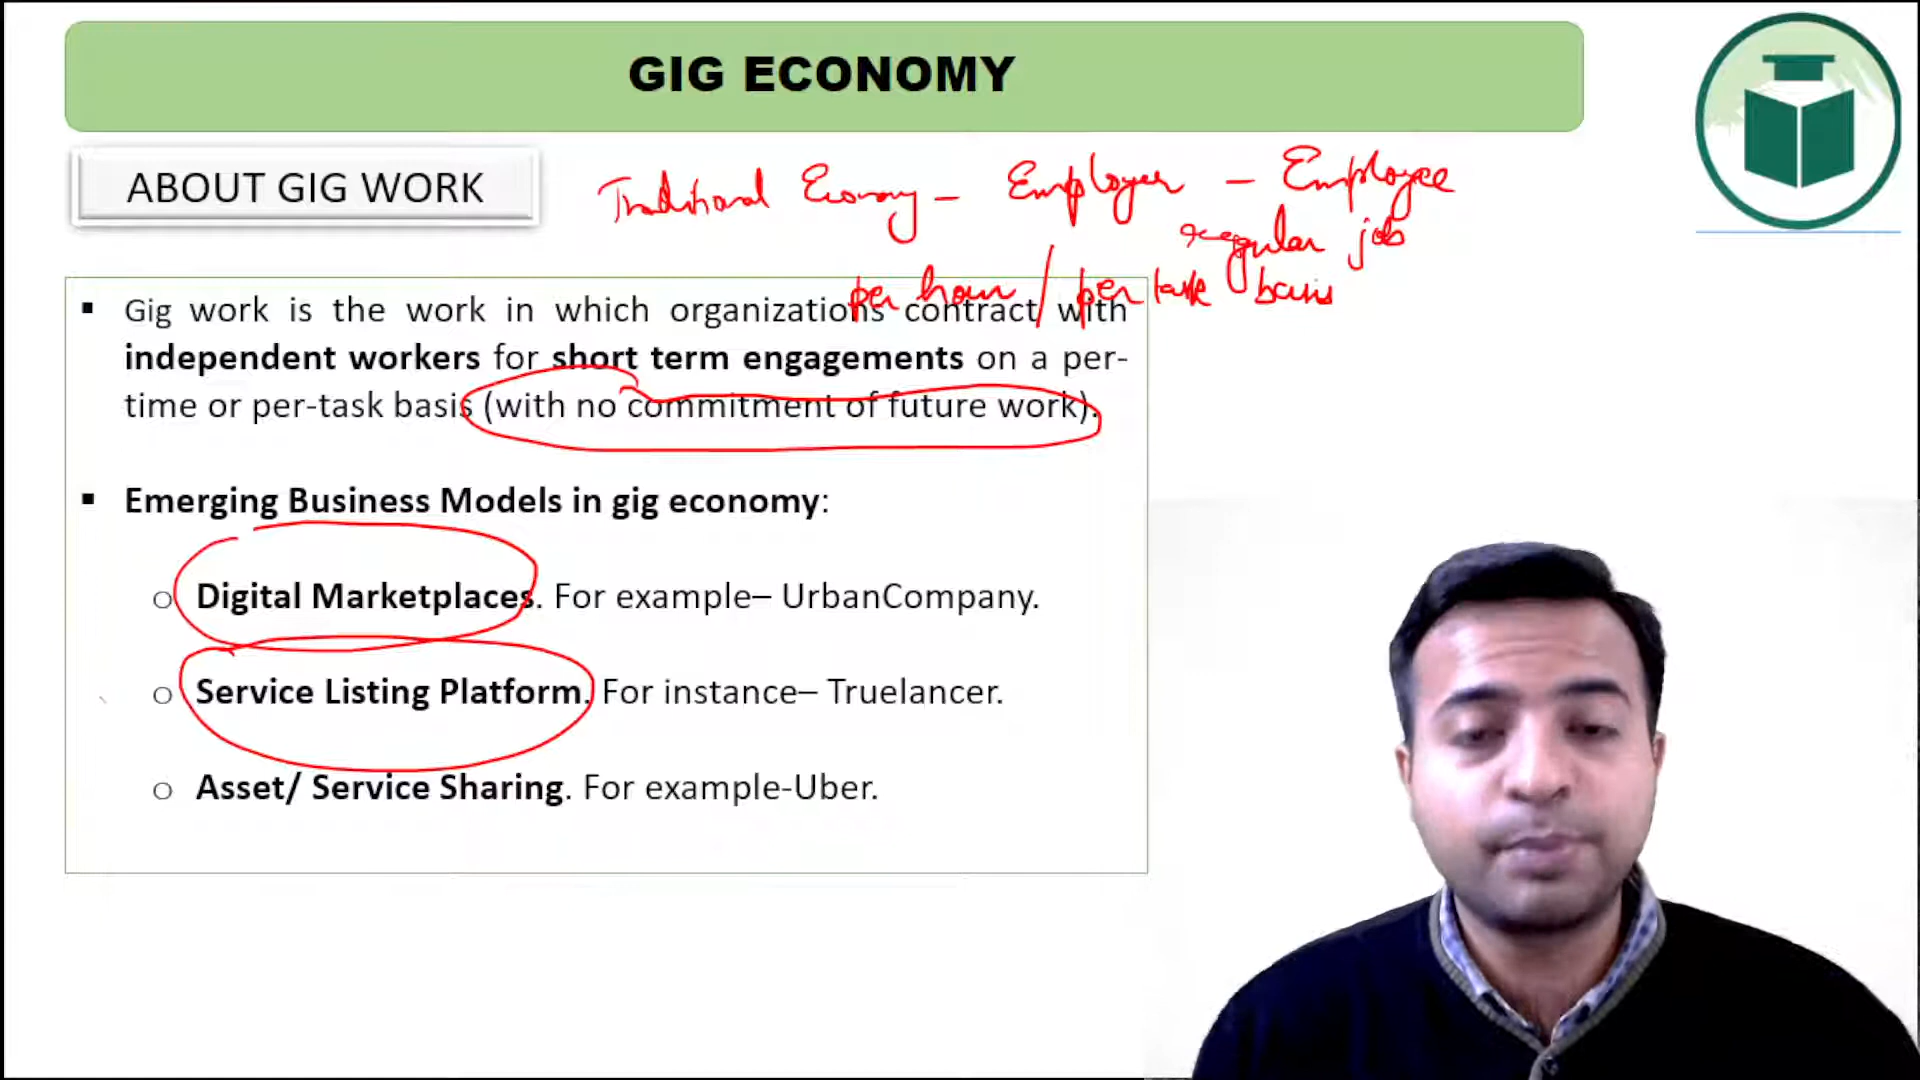 GIG ECONOMY
ABOUT GIG WORK
Traditional Economy - Employer - Employee
regular job
per hour / per task basis
▪ Gig work is the work in which organizations contract with
independent workers for short term engagements on a per-
time or per-task basis (with no commitment of future work).
▪ Emerging Business Models in gig economy:
o Digital Marketplaces. For example– UrbanCompany.
o Service Listing Platform. For instance– Truelancer.
o Asset/ Service Sharing. For example-Uber.